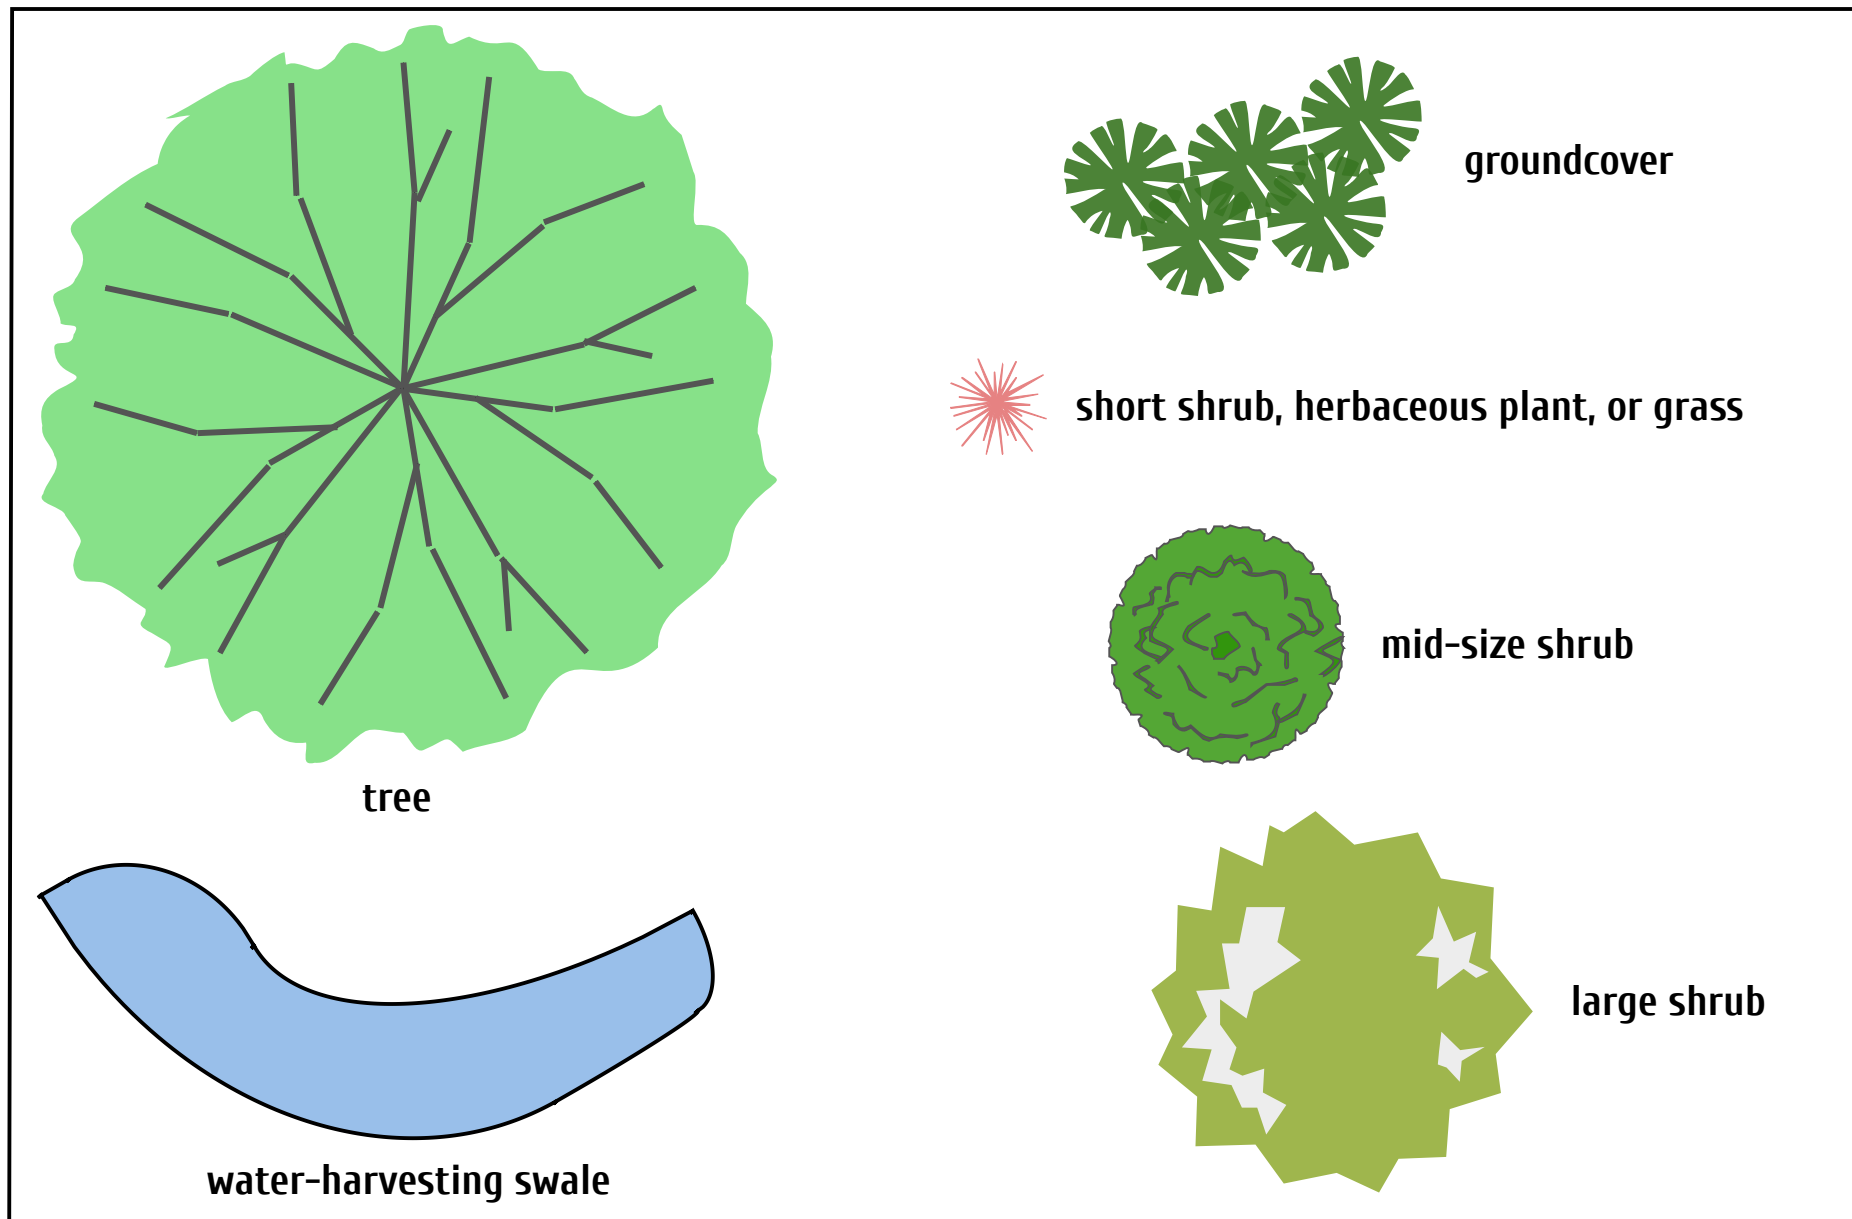 groundcover
short shrub, herbaceous plant, or grass
mid-size shrub
tree
large shrub
water-harvesting swale